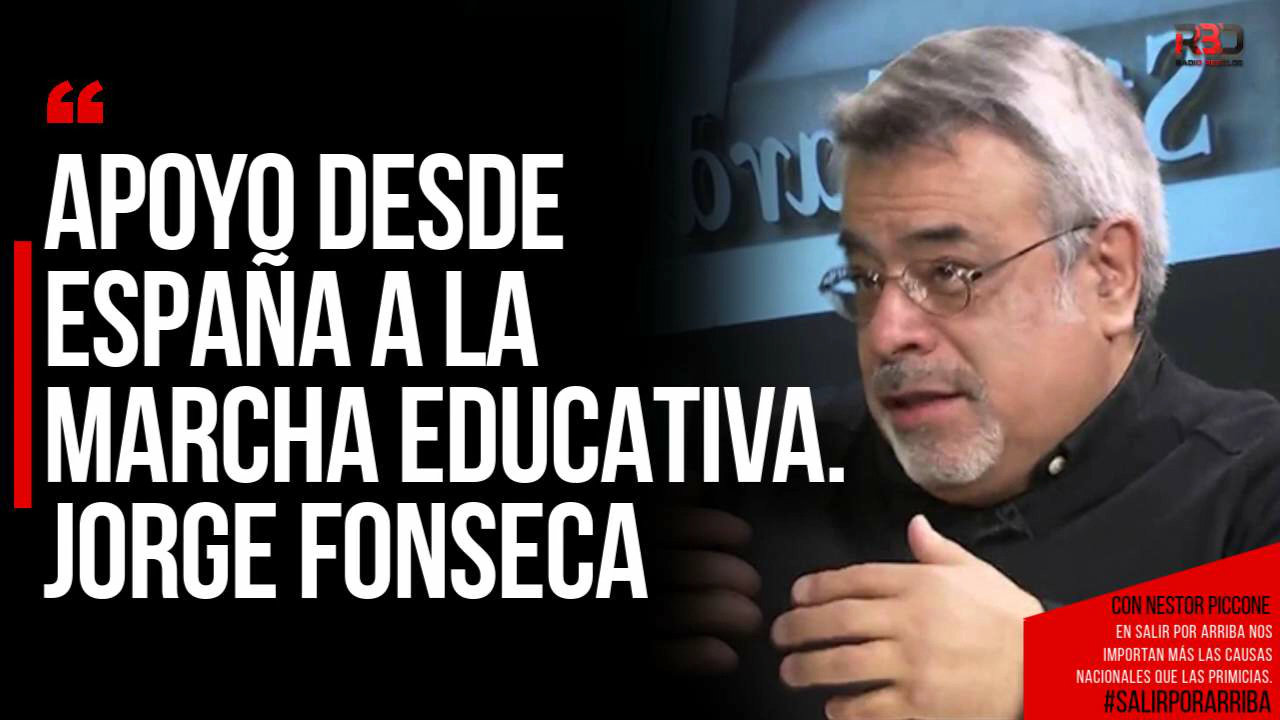 RBD
“
APOYO DESDE
ESPAÑA A LA
MARCHA EDUCATIVA.
JORGE FONSECA
CON NESTOR PICCONE
EN SALIR POR ARRIBA NOS
IMPORTAN MÁS LAS CAUSAS
NACIONALES QUE LAS PRIMICIAS.
#SALIRPORARRIBA